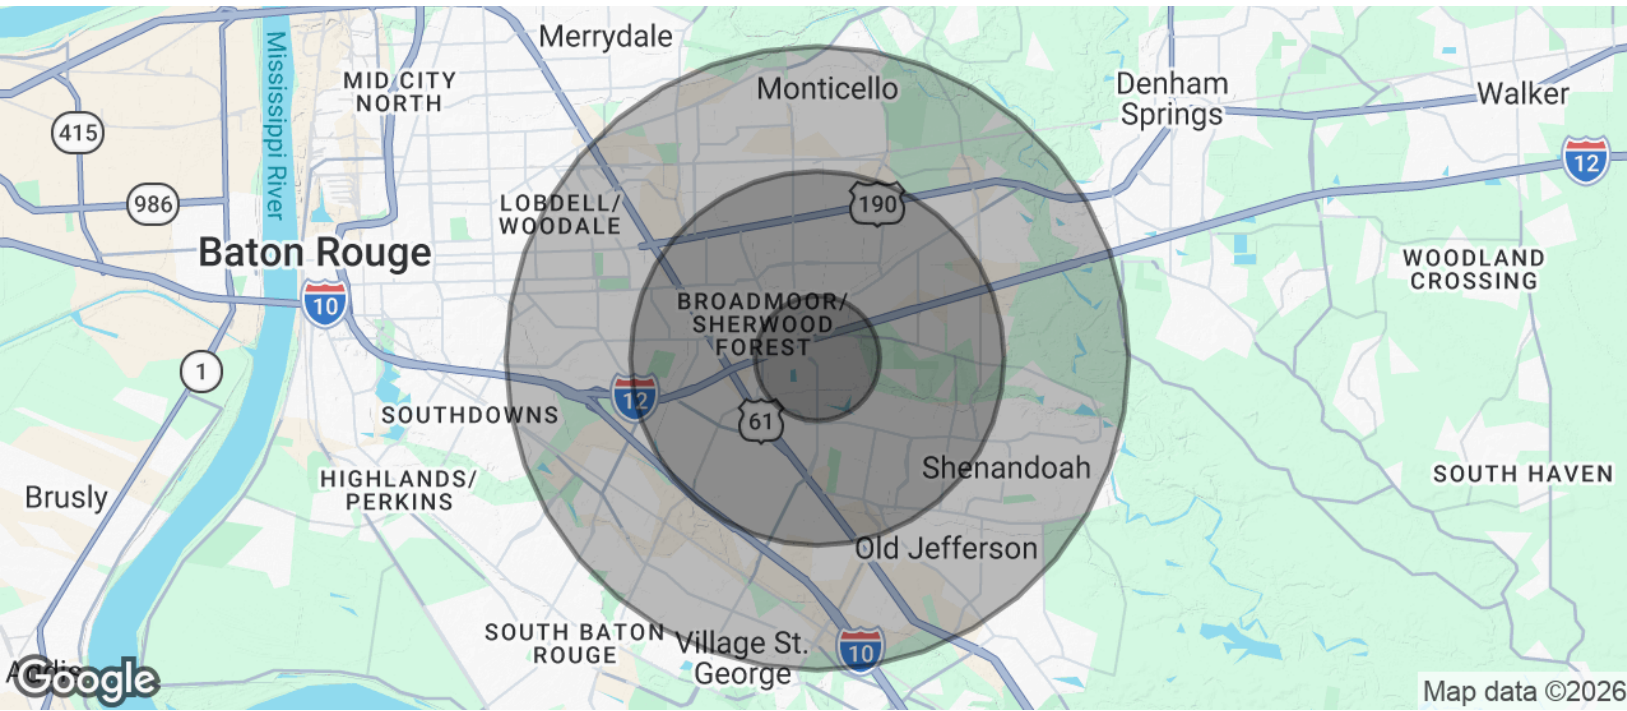 Merrydale
MID CITY
NORTH
Monticello
Denham
Springs
Walker
415
12
Mississippi River
986
LOBDELL/
WOODALE
190
Baton Rouge
WOODLAND
CROSSING
10
BROADMOOR/
SHERWOOD
FOREST
1
12
SOUTHDOWNS
61
Shenandoah
SOUTH HAVEN
HIGHLANDS/
PERKINS
Brusly
Old Jefferson
SOUTH BATON
ROUGE
Village St.
George
10
Addis
Google
Map data ©2026